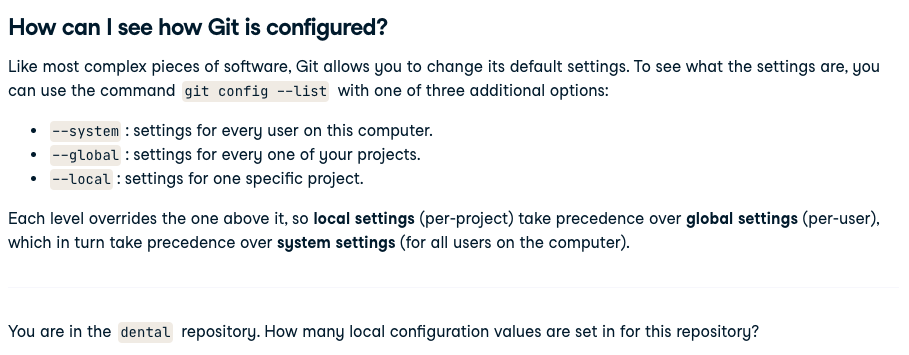 How can I see how Git is configured?
Like most complex pieces of software, Git allows you to change its default settings. To see what the settings are, you
can use the command git config --list with one of three additional options:
• --system : settings for every user on this computer.
• --global : settings for every one of your projects.
• --local : settings for one specific project.
Each level overrides the one above it, so local settings (per-project) take precedence over global settings (per-user),
which in turn take precedence over system settings (for all users on the computer).
You are in the dental repository. How many local configuration values are set in for this repository?